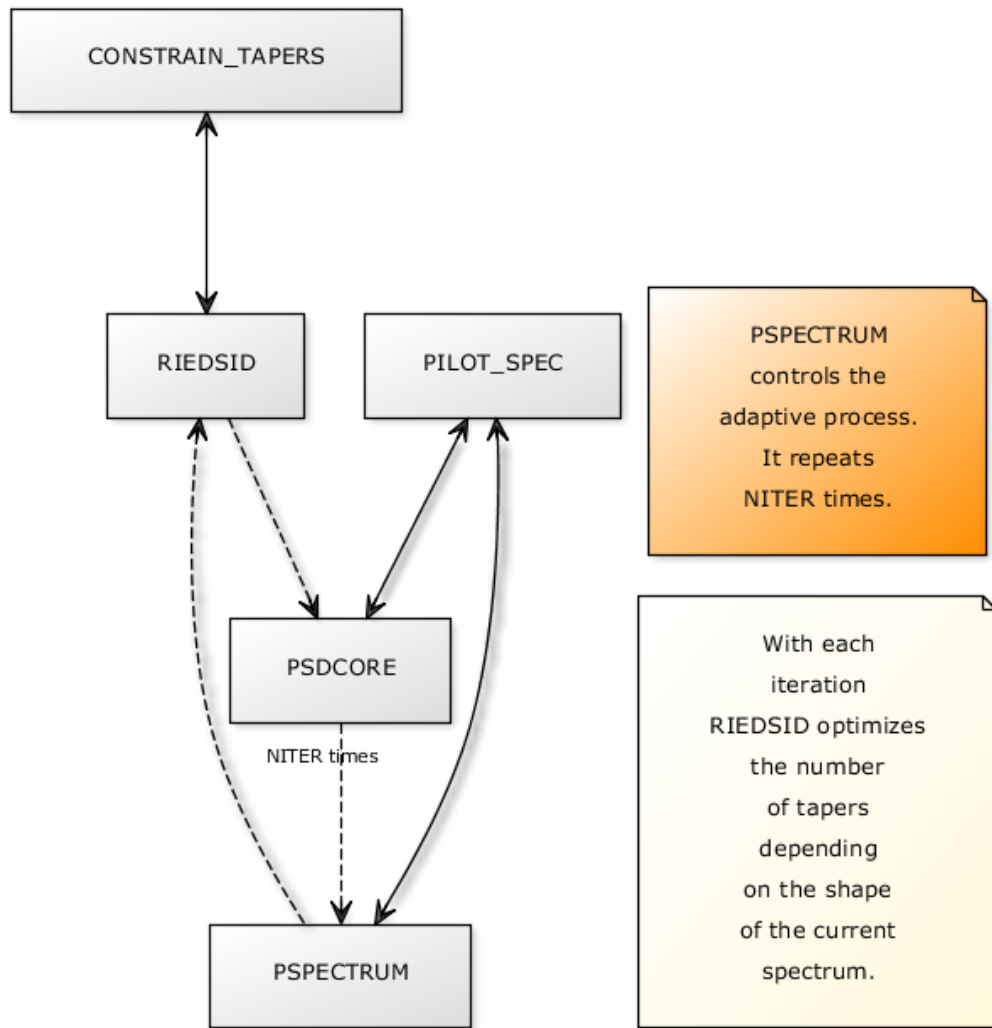 CONSTRAIN_TAPERS
RIEDSID
PILOT_SPEC
PSPECTRUM
controls the
adaptive process.
It repeats
NITER times.
PSDCORE
NITER times
With each
iteration
RIEDSID optimizes
the number
of tapers
depending
on the shape
of the current
spectrum.
PSPECTRUM